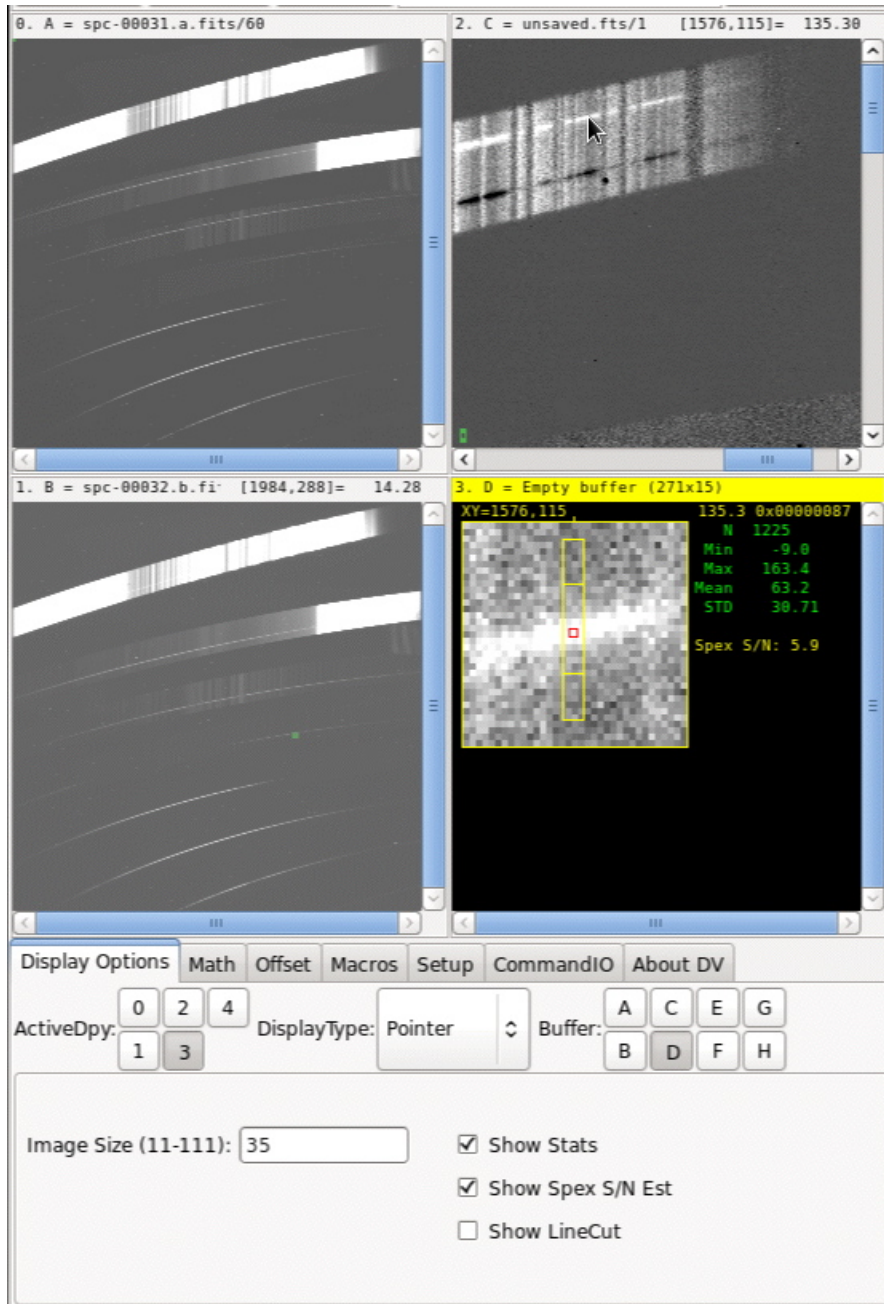 0. A = spc-00031.a.fits/60
2. C = unsaved.fts/1 [1576,115]= 135.30
1. B = spc-00032.b.fi [1984,288]= 14.28
3. D = Empty buffer (271x15)
XY=1576,115 135.3 0x00000087
N 1225
Min -9.0
Max 163.4
Mean 63.2
STD 30.71
Spex S/N: 5.9
Display Options Math Offset Macros Setup CommandIO About DV
ActiveDpy: 0 2 4 DisplayType: Pointer Buffer: A C E G
1 3 B D F H
Image Size (11-111): 35 Show Stats
Show Spex S/N Est
Show LineCut